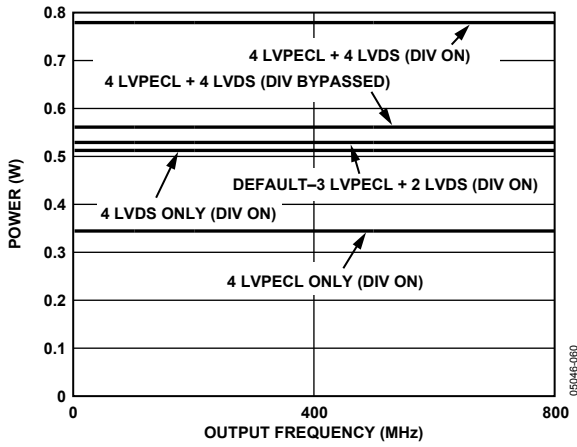 0.8
4 LVPECL + 4 LVDS (DIV ON)
0.7
4 LVPECL + 4 LVDS (DIV BYPASSED)
0.6
0.5
DEFAULT–3 LVPECL + 2 LVDS (DIV ON)
4 LVDS ONLY (DIV ON)
0.4
POWER (W)
0.3
4 LVPECL ONLY (DIV ON)
0.2
0.1
0
0
400
800
OUTPUT FREQUENCY (MHz)
05046-060